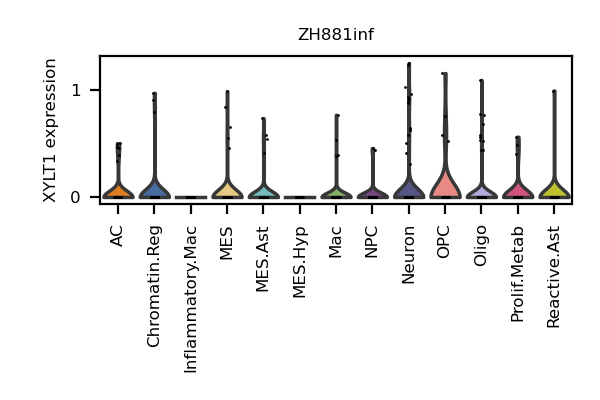 ZH881inf
XYLT1 expression
1
0
AC
Chromatin.Reg
Inflammatory.Mac
MES
MES.Ast
MES.Hyp
Mac
NPC
Neuron
OPC
Oligo
Prolif.Metab
Reactive.Ast